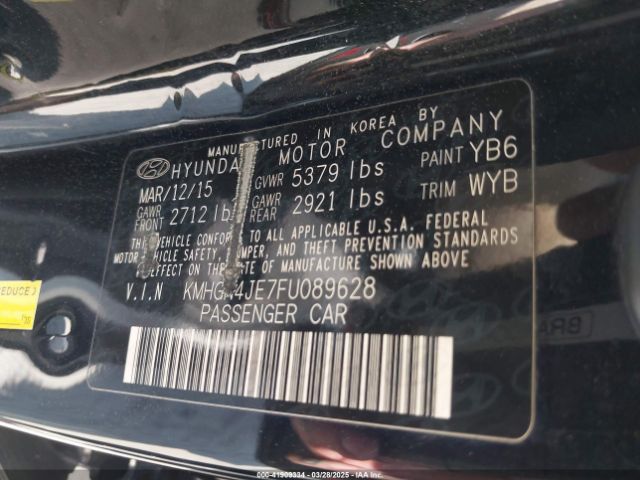 MANUFACTURED IN KOREA BY
HYUNDAI MOTOR COMPANY
MAR/12/15 GVWR 5379 lbs PAINT YB6
GAWR FRONT 2712 lb GAWR REAR 2921 lbs TRIM WYB
THIS VEHICLE CONFORMS TO ALL APPLICABLE U.S.A. FEDERAL
MOTOR VEHICLE SAFETY, BUMPER, AND THEFT PREVENTION STANDARDS
IN EFFECT ON THE DATE OF MANUFACTURE SHOWN ABOVE.
V.I.N KMHGN4JE7FU089628
PASSENGER CAR
REDUCE
BRA
000-41909334 | 03/28/2025 - IAA Inc.